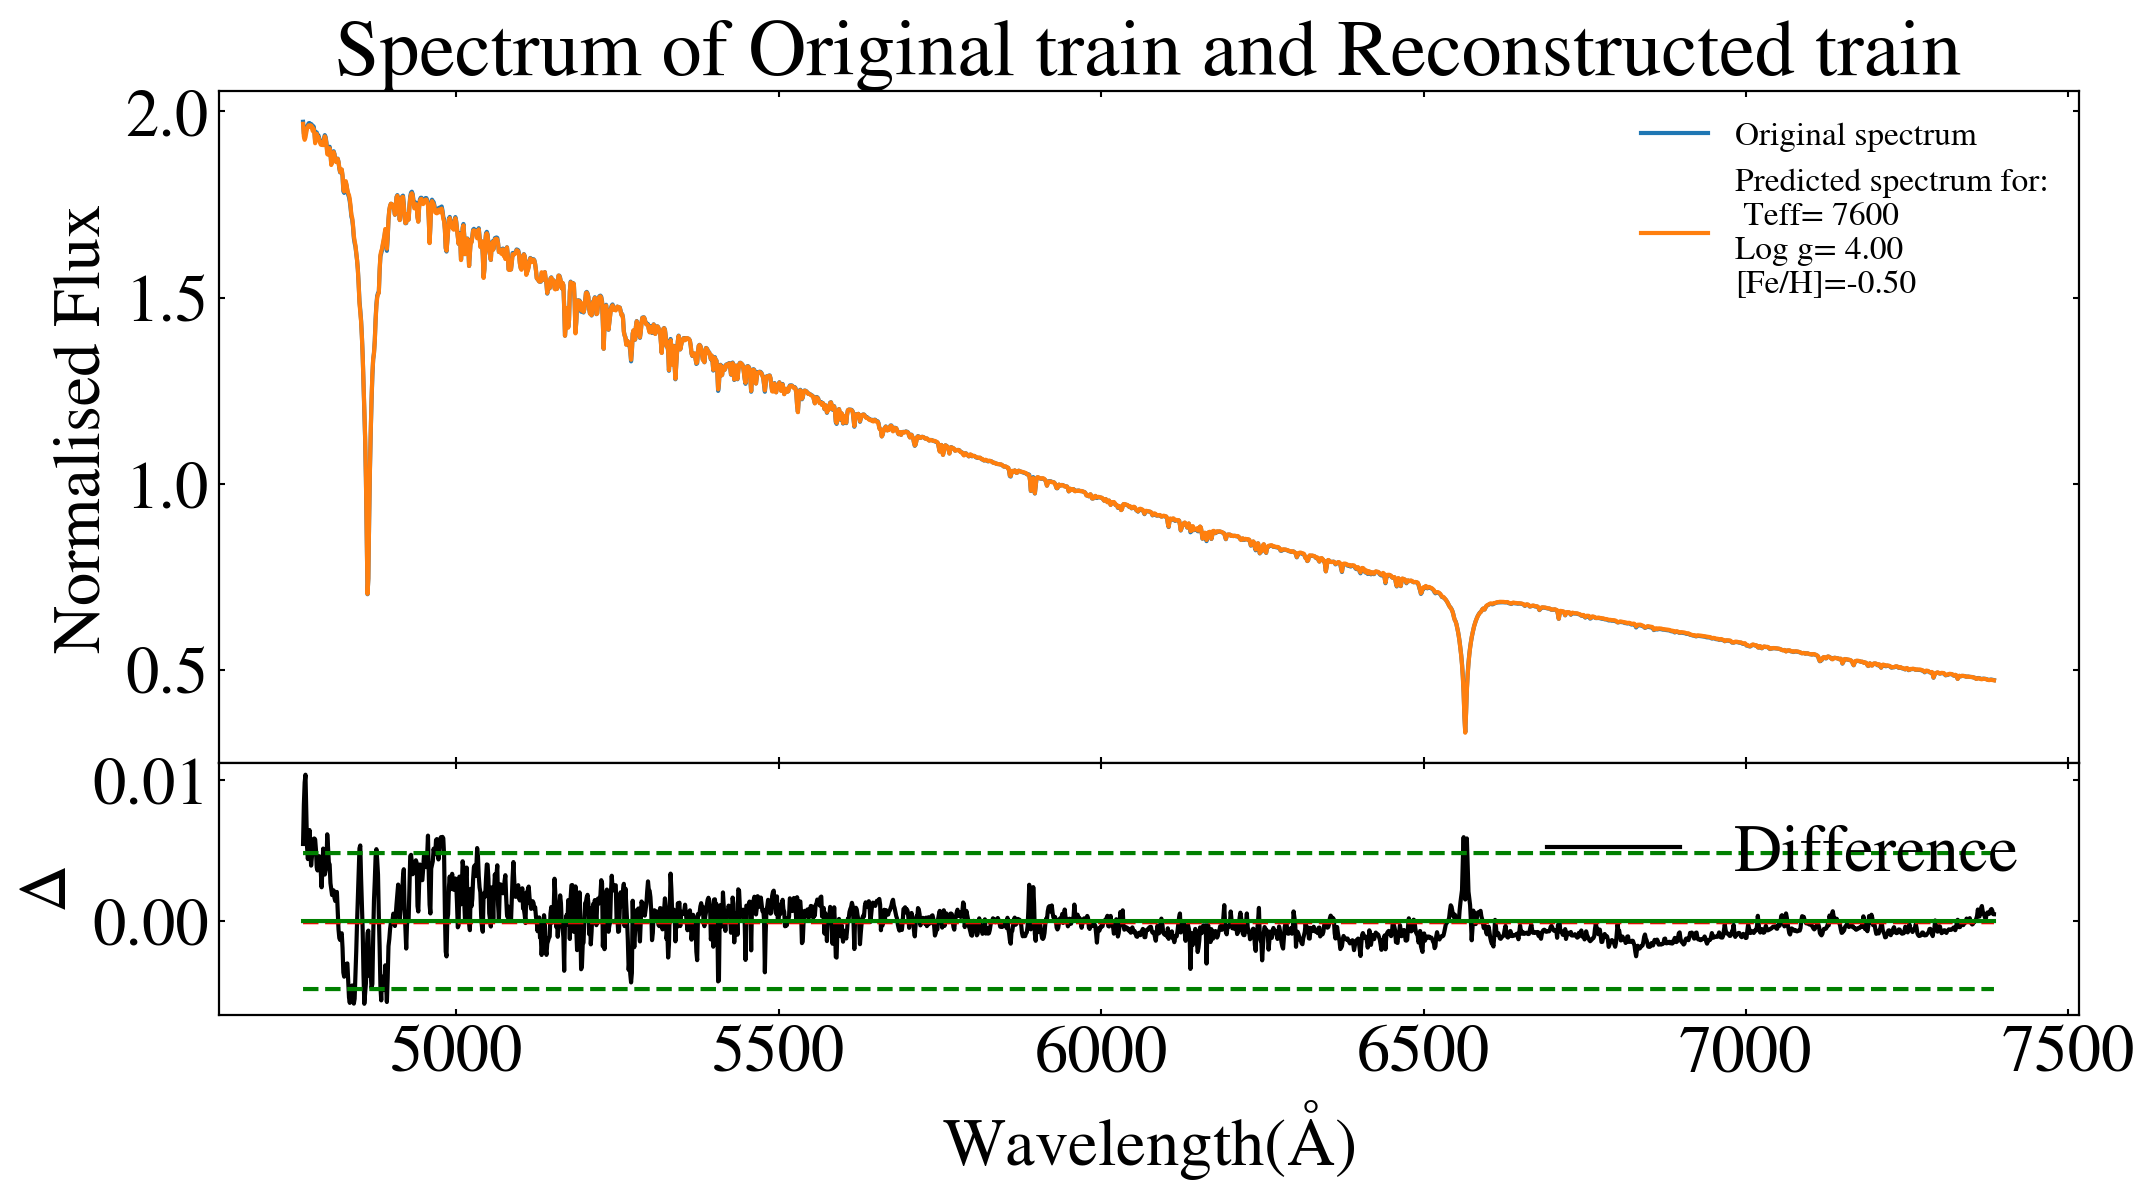 Spectrum of Original train and Reconstructed train
Normalised Flux
2.0
1.5
1.0
0.5
Original spectrum
Predicted spectrum for:
Teff= 7600
Log g= 4.00
[Fe/H]=-0.50
Δ
0.01
0.00
Difference
5000 5500 6000 6500 7000 7500
Wavelength(Å)